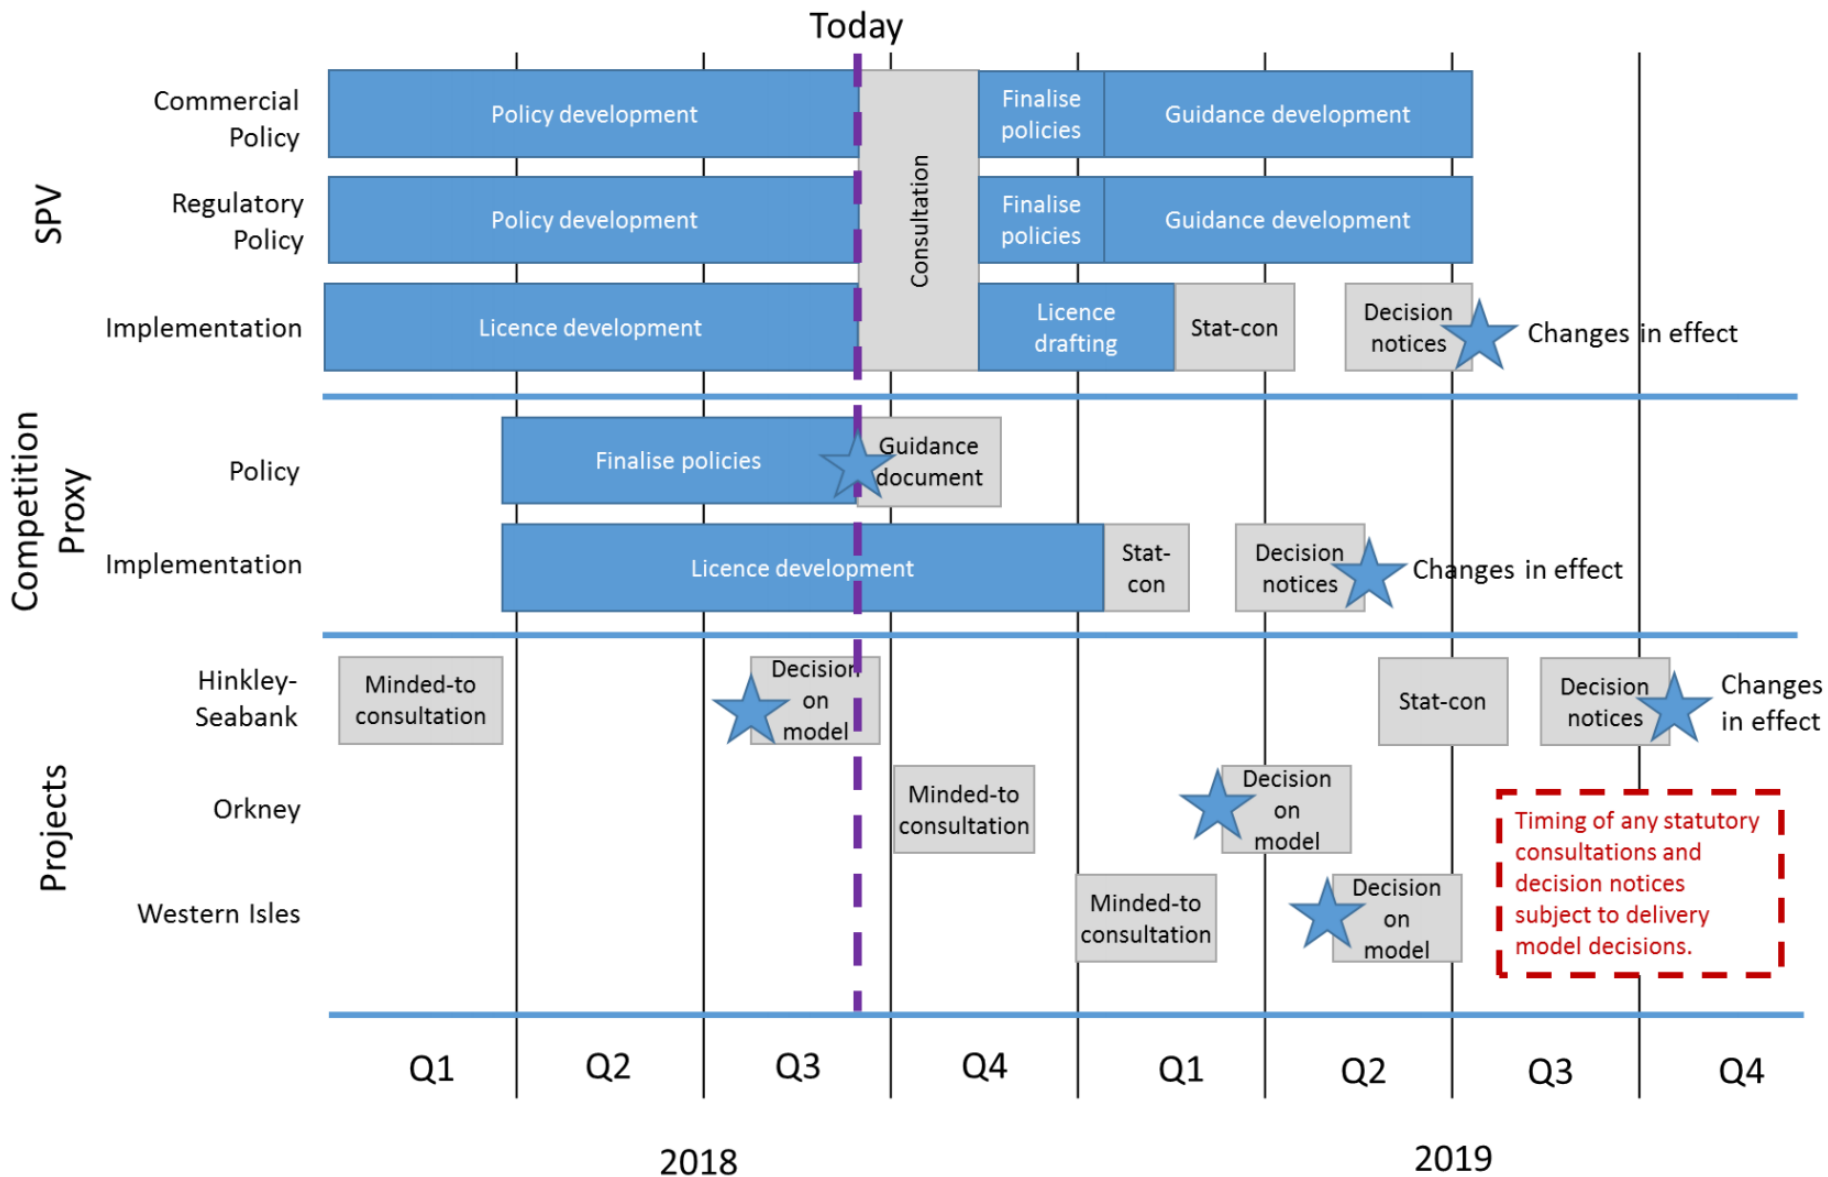 Today
SPV
Commercial
Policy
Policy development
Consultation
Finalise
policies
Guidance development
Regulatory
Policy
Policy development
Finalise
policies
Guidance development
Implementation
Licence development
Licence
drafting
Stat-con
Decision
notices
Changes in effect
Competition
Proxy
Policy
Finalise policies
Guidance
document
Implementation
Licence development
Stat-
con
Decision
notices
Changes in effect
Projects
Hinkley-
Seabank
Minded-to
consultation
Decision
on
model
Stat-con
Decision
notices
Changes
in effect
Orkney
Minded-to
consultation
Decision
on
model
Western Isles
Minded-to
consultation
Decision
on
model
Timing of any statutory
consultations and
decision notices
subject to delivery
model decisions.
Q1
Q2
Q3
Q4
Q1
Q2
Q3
Q4
2018
2019